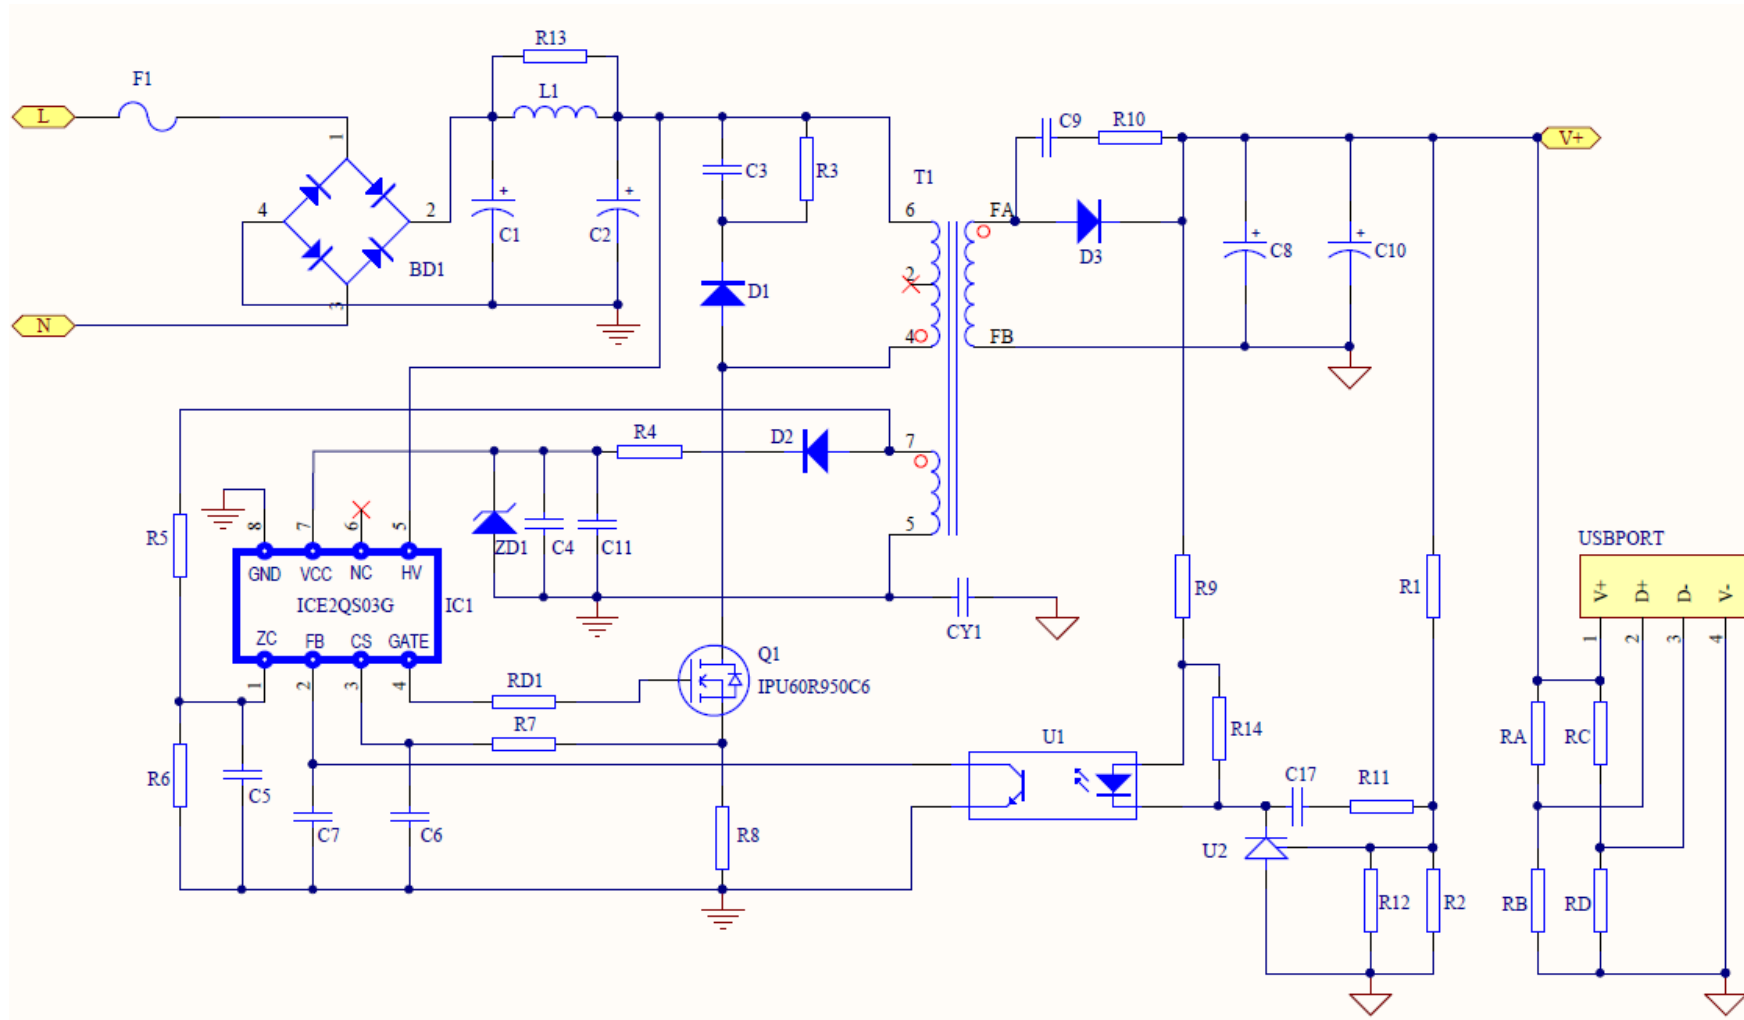 R13
F1
L1
L
C9
R10
V+
1
C3
R3
T1
4
2
+
C1
+
C2
6
FA
BD1
2
D3
+
C8
+
C10
3
D1
N
4
FB
R4
D2
7
R5
8
7
6
5
ZD1
C4
C11
5
USBPORT
GND
VCC
NC
HV
ICE2QS03G
IC1
R9
R1
V+
D+
D-
V-
ZC
FB
CS
GATE
CY1
1
2
3
4
Q1
IPU60R950C6
1
2
3
4
RD1
R7
U1
R14
RA
RC
R6
C5
C17
R11
C7
C6
R8
U2
R12
R2
RB
RD